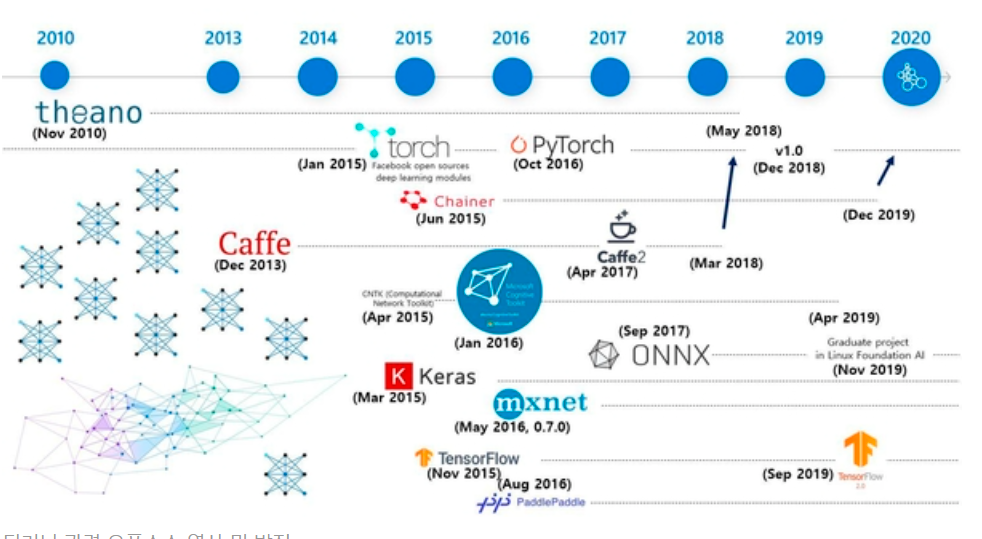 2010 2013 2014 2015 2016 2017 2018 2019 2020
theano
(Nov 2010)
(May 2018)
torch
(Jan 2015)
Facebook open sources
deep learning modules
PyTorch
(Oct 2016)
v1.0
(Dec 2018)
Chainer
(Jun 2015)
(Dec 2019)
Caffe
(Dec 2013)
Caffe2
(Apr 2017)
(Mar 2018)
CNTK (Computational
Network Toolkit)
(Apr 2015)
Microsoft
Cognitive
Toolkit
(Jan 2016)
(Apr 2019)
(Sep 2017)
ONNX
Graduate project
in Linux Foundation AI
(Nov 2019)
K Keras
(Mar 2015)
mxnet
(May 2016, 0.7.0)
TensorFlow
(Nov 2015)
(Sep 2019)
TensorFlow
2.0
(Aug 2016)
PaddlePaddle